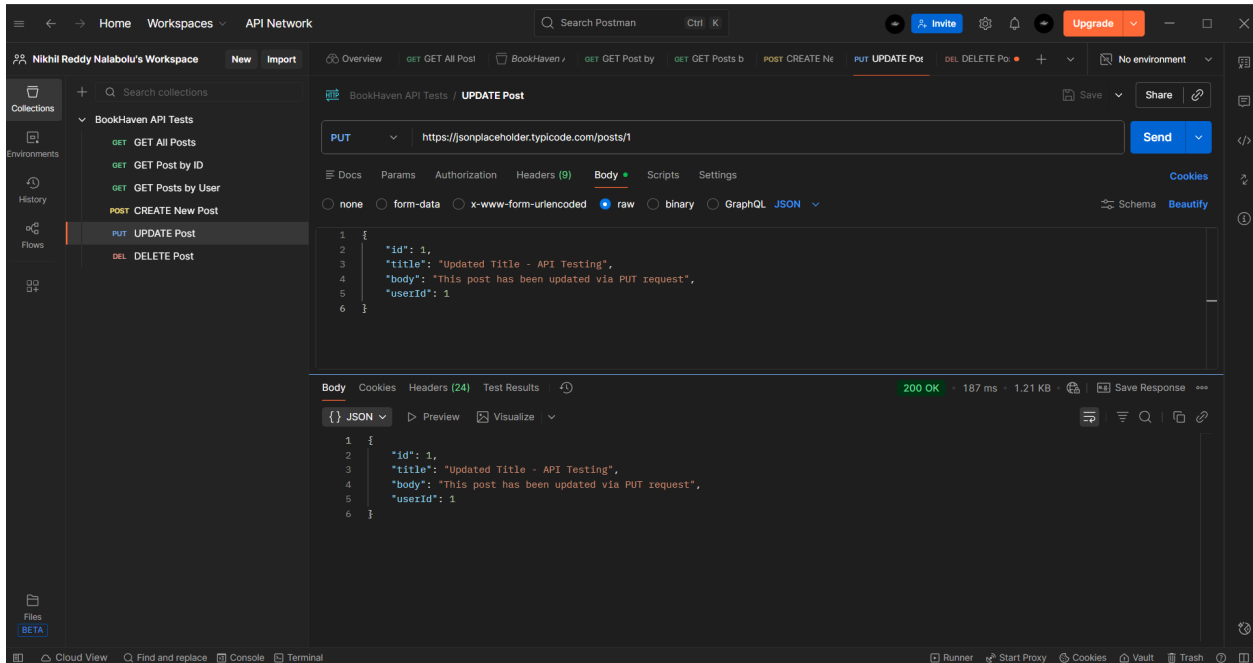 Home Workspaces API Network Search Postman Ctrl K Invite Upgrade
Nikhil Reddy Nalabolu's Workspace New Import Overview GET GET All Post BookHaven / GET GET Post by GET GET Posts b POST CREATE Ne PUT UPDATE Pos DEL DELETE Po. No environment
Collections Search collections BookHaven API Tests / UPDATE Post Save Share
BookHaven API Tests
GET GET All Posts
GET GET Post by ID
GET GET Posts by User
POST CREATE New Post
PUT UPDATE Post
DEL DELETE Post
Environments
History
Flows
Files
BETA
PUT https://jsonplaceholder.typicode.com/posts/1 Send
Docs Params Authorization Headers (9) Body Scripts Settings Cookies
none form-data x-www-form-urlencoded raw binary GraphQL JSON Schema Beautify
1 {
2 "id": 1,
3 "title": "Updated Title - API Testing",
4 "body": "This post has been updated via PUT request",
5 "userId": 1
6 }
Body Cookies Headers (24) Test Results 200 OK 187 ms 1.21 KB e.g. Save Response
{} JSON Preview Visualize
1 {
2 "id": 1,
3 "title": "Updated Title - API Testing",
4 "body": "This post has been updated via PUT request",
5 "userId": 1
6 }
Cloud View Find and replace Console Terminal Runner Start Proxy Cookies Vault Trash